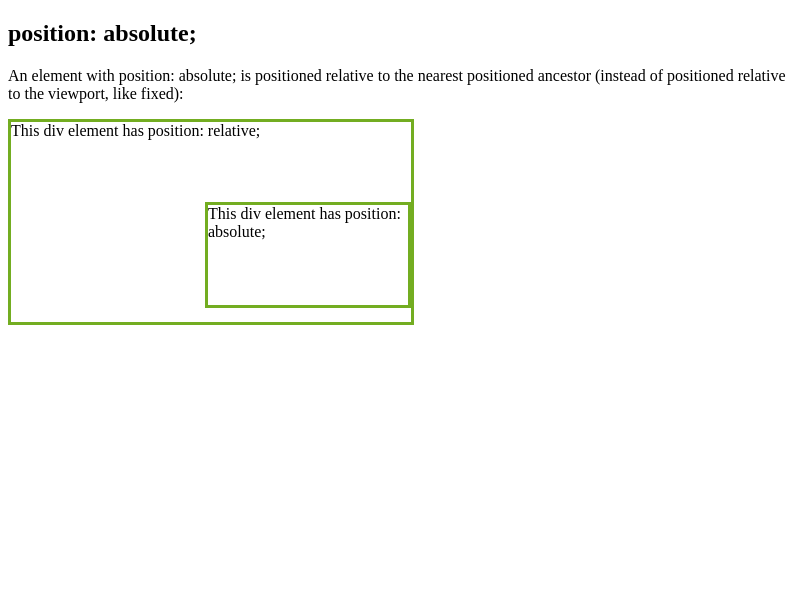 position: absolute;
An element with position: absolute; is positioned relative to the nearest positioned ancestor (instead of positioned relative
to the viewport, like fixed):
This div element has position: relative;
This div element has position:
absolute;